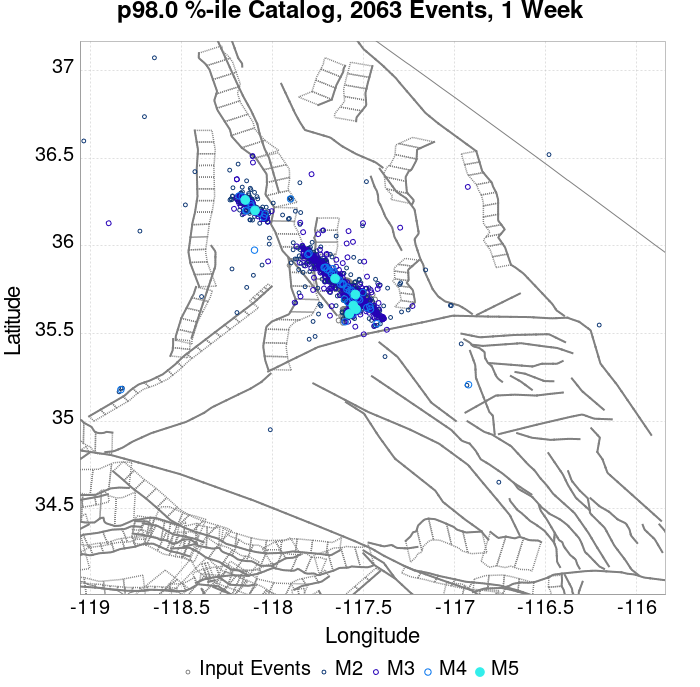 p98.0 %-ile Catalog, 2063 Events, 1 Week
37
36.5
36
35.5
35
34.5
Latitude
-119 -118.5 -118 -117.5 -117 -116.5 -116
Longitude
Input Events M2 M3 M4 M5